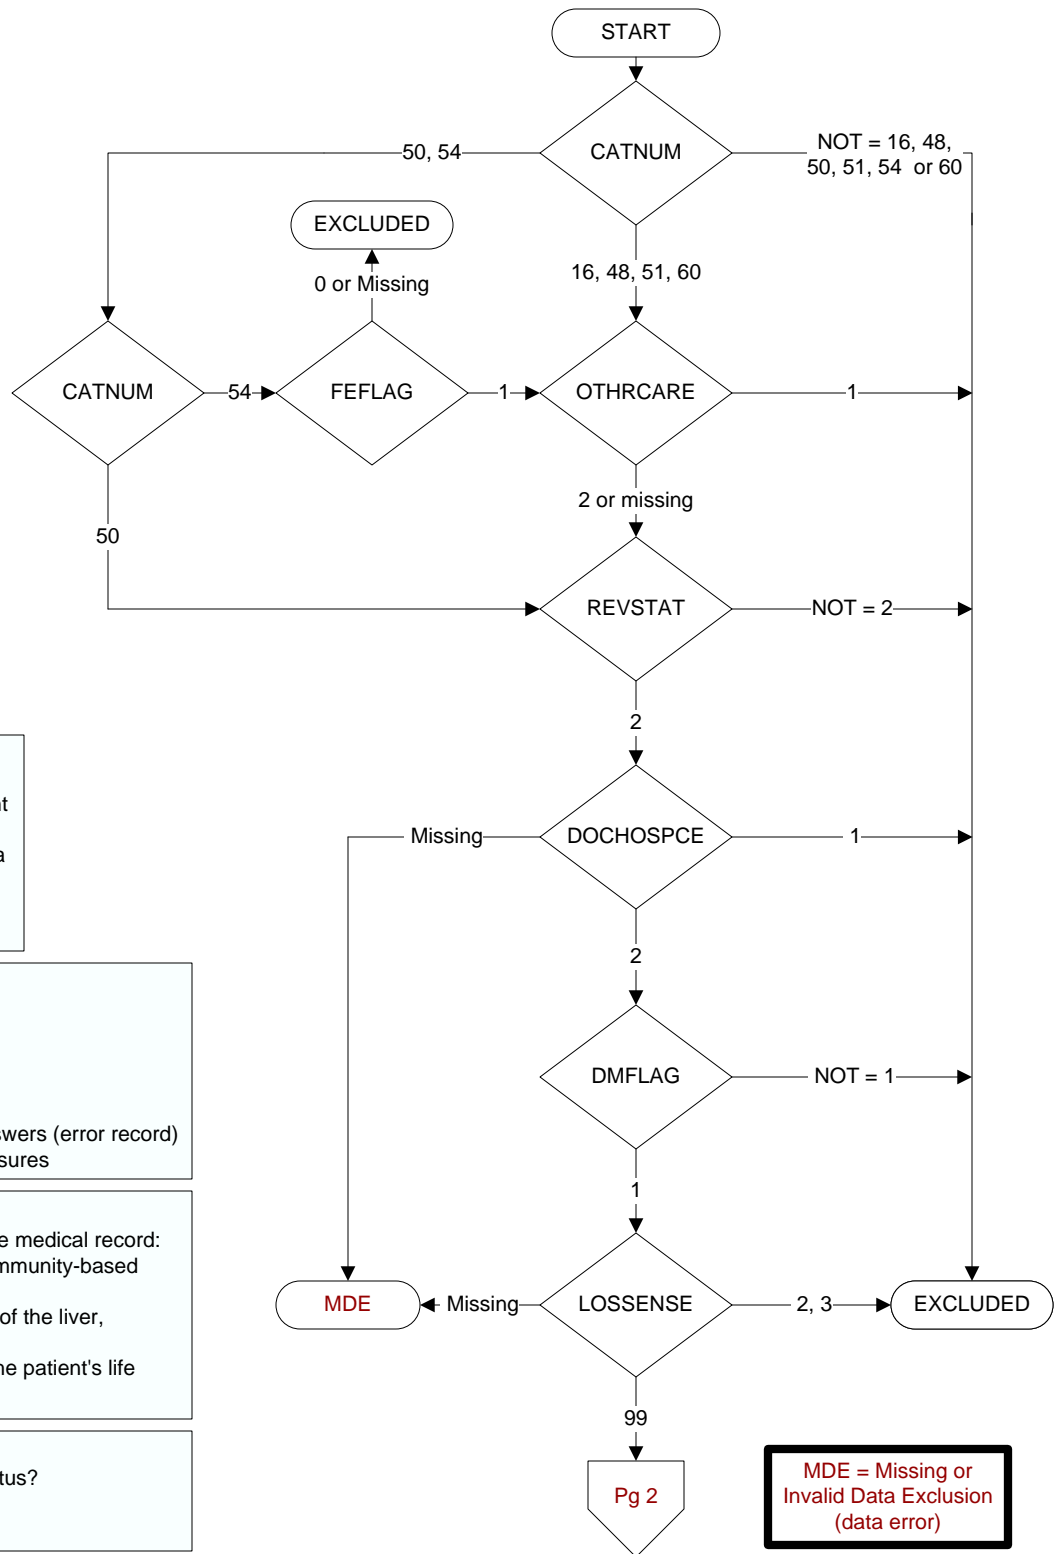 START
CATNUM
50, 54
NOT = 16, 48,
50, 51, 54 or 60
EXCLUDED
0 or Missing
16, 48, 51, 60
CATNUM
54
FEFLAG
1
OTHRCARE
1
2 or missing
50
REVSTAT
NOT = 2
2
DOCHOSPCE
Missing
1
2
DMFLAG
NOT = 1
1
MDE
Missing
LOSSENSE
2, 3
EXCLUDED
99
Pg 2
MDE = Missing or
Invalid Data Exclusion
(data error)
nt
a
swers (error record)
sures
e medical record:
mmunity-based
of the liver,
ne patient's life
tus?